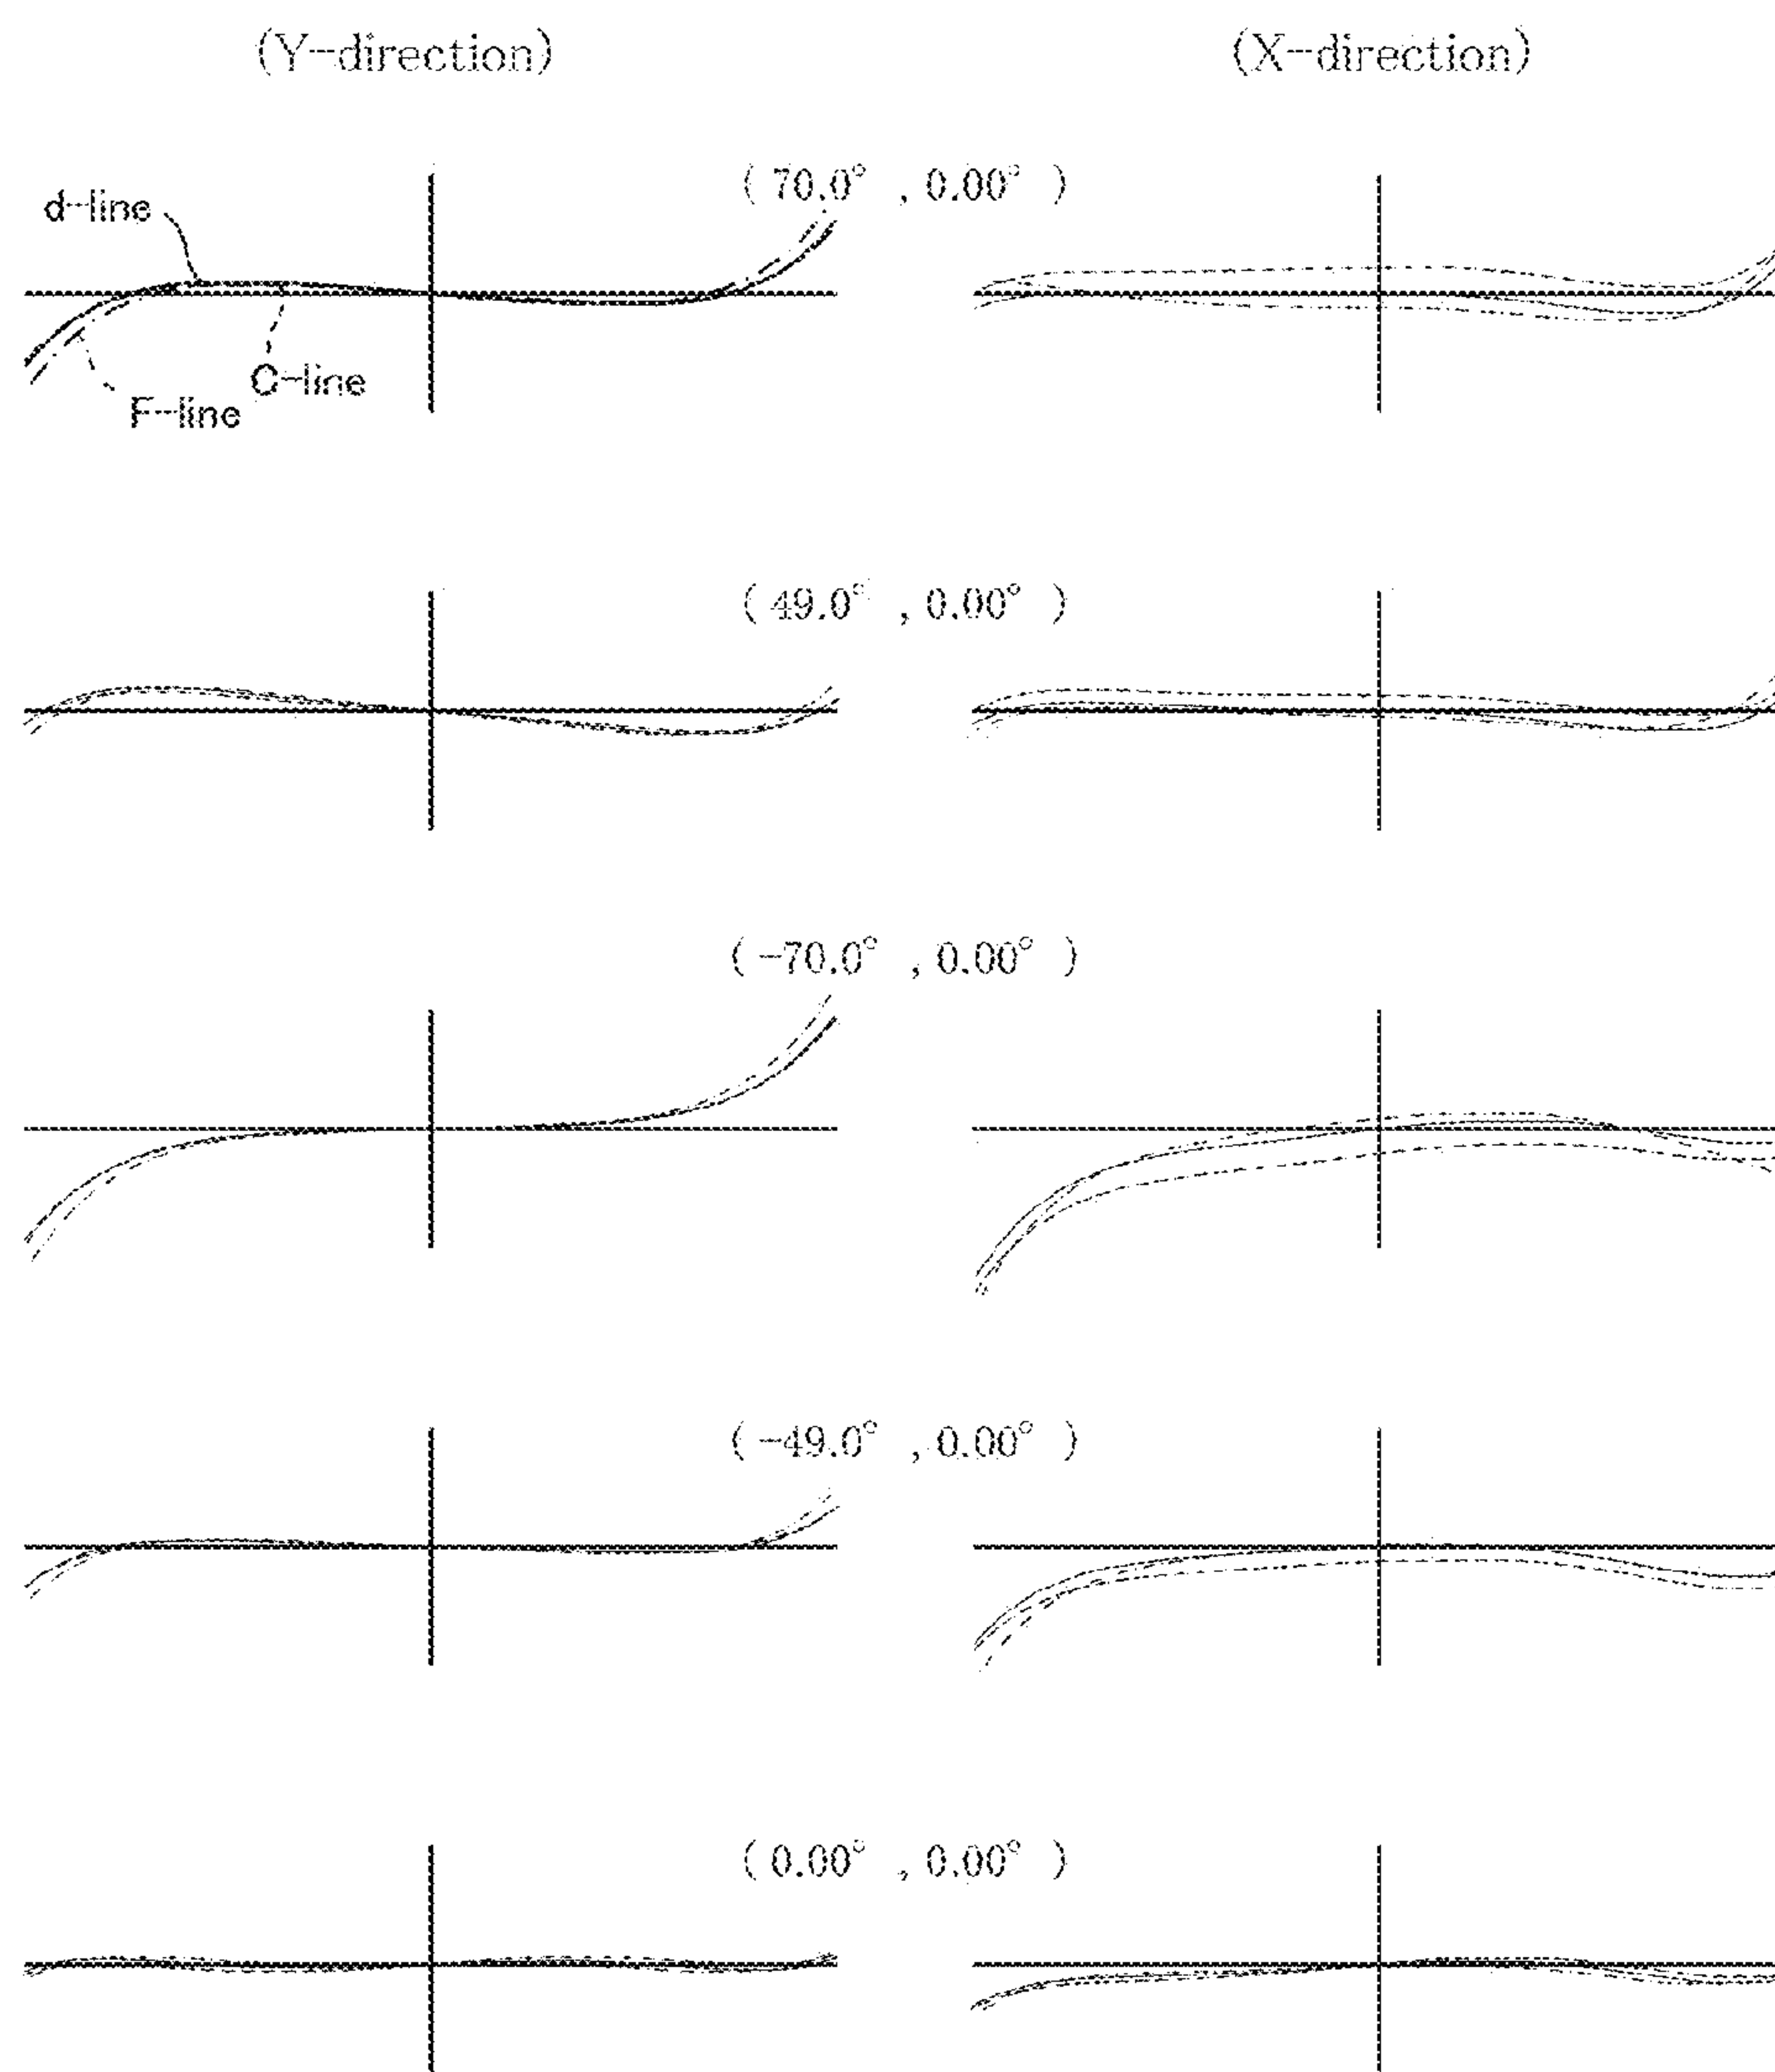 (Y-direction)
(X-direction)
( 70.0° , 0.00° )
d-line
C-line
F-line
( 49.0° , 0.00° )
( -70.0° , 0.00° )
( -49.0° , 0.00° )
( 0.00° , 0.00° )